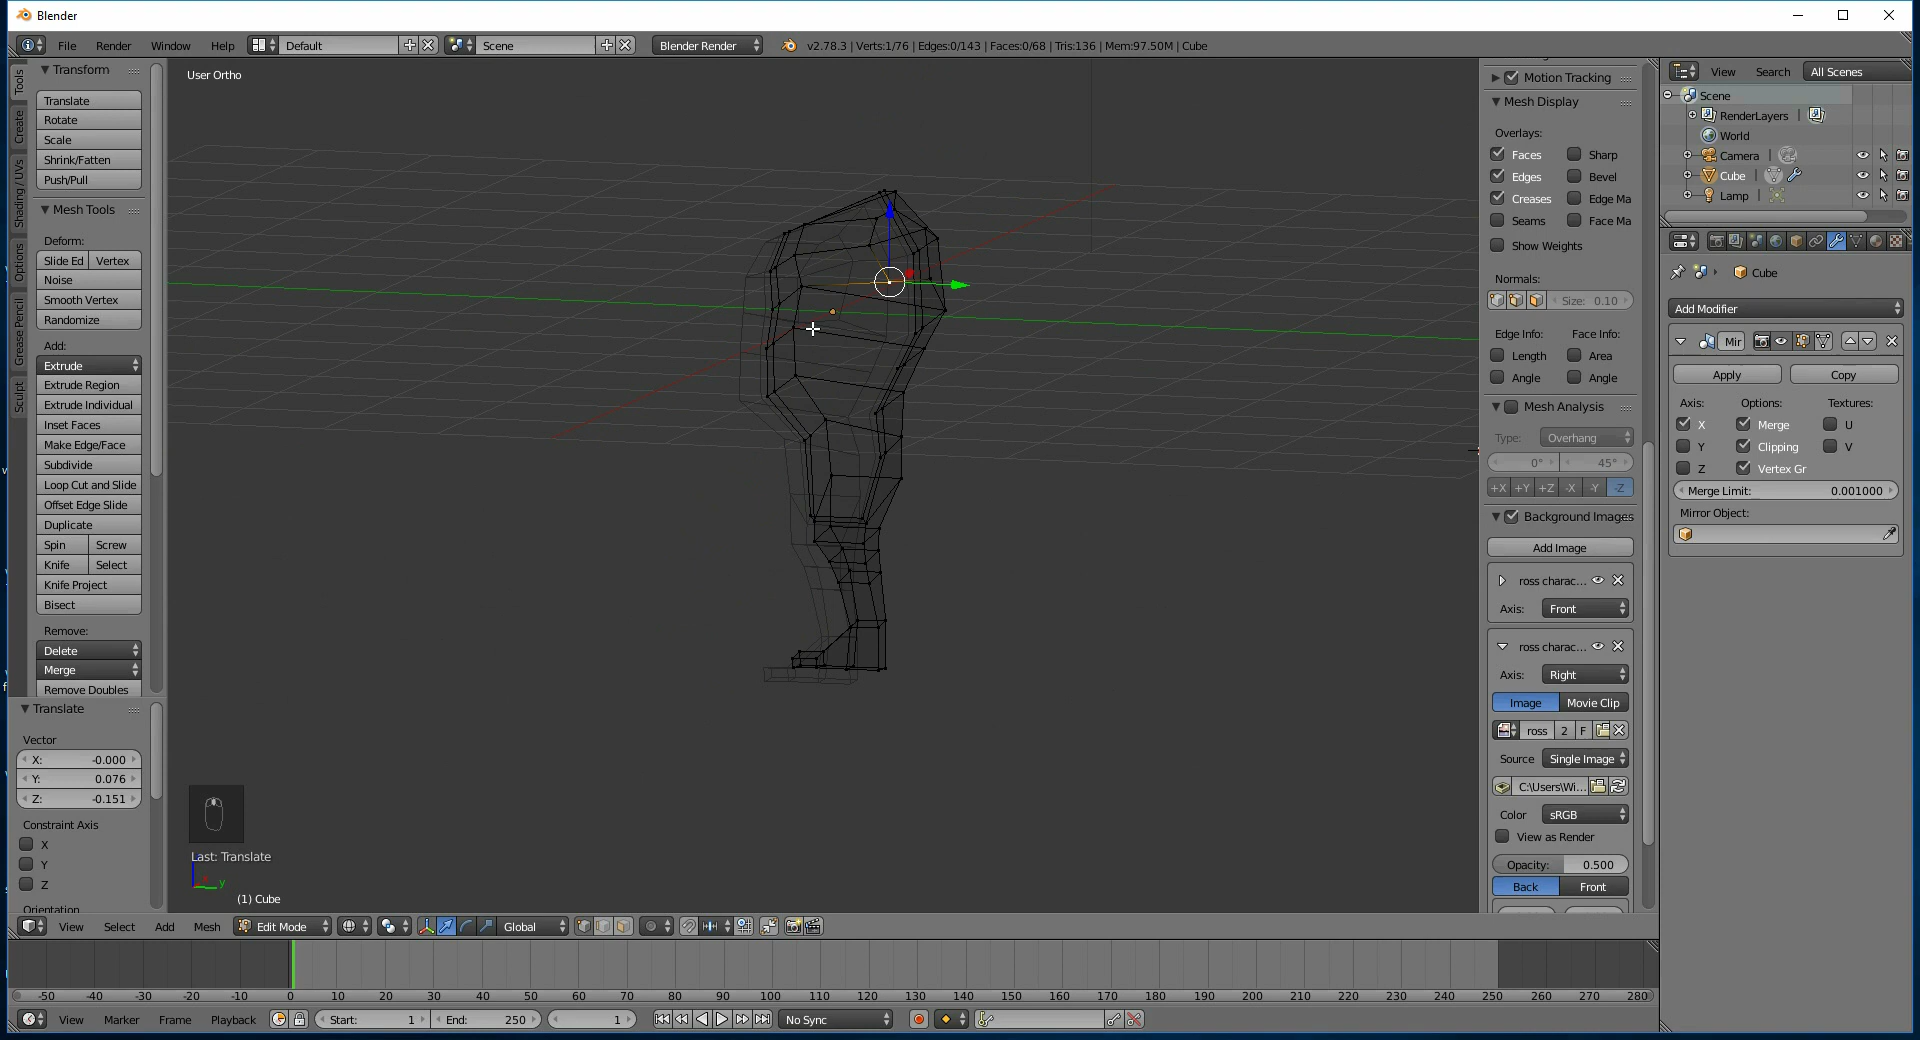 Blender
File Render Window Help Default Scene Blender Render v2.78.3 | Verts:1/76 | Edges:0/143 | Faces:0/68 | Tris:136 | Mem:97.50M | Cube
Tools
Create
Shading / UVs
Options
Grease Pencil
Sculpt
Transform
Translate
Rotate
Scale
Shrink/Fatten
Push/Pull
Mesh Tools
Deform:
Slide Ed Vertex
Noise
Smooth Vertex
Randomize
Add:
Extrude
Extrude Region
Extrude Individual
Inset Faces
Make Edge/Face
Subdivide
Loop Cut and Slide
Offset Edge Slide
Duplicate
Spin Screw
Knife Select
Knife Project
Bisect
Remove:
Delete
Merge
Remove Doubles
Translate
Vector
X: -0.000
Y: 0.076
Z: -0.151
Constraint Axis
X
Y
Z
Orientation
User Ortho
Last: Translate
y
(1) Cube
Motion Tracking
Mesh Display
Overlays:
Faces Sharp
Edges Bevel
Creases Edge Ma
Seams Face Ma
Show Weights
Normals:
Size: 0.10
Edge Info: Face Info:
Length Area
Angle Angle
Mesh Analysis
Type: Overhang
0° 45°
+X +Y +Z -X -Y -Z
Background Images
Add Image
ross charac...
Axis: Front
ross charac...
Axis: Right
Image Movie Clip
ross 2 F
Source Single Image
C:\Users\Wi...
Color sRGB
View as Render
Opacity: 0.500
Back Front
View Search All Scenes
Scene
RenderLayers
World
Camera
Cube
Lamp
Cube
Add Modifier
Mir
Apply Copy
Axis: Options: Textures:
X Merge U
Y Clipping V
Z Vertex Gr
Merge Limit: 0.001000
Mirror Object:
View Select Add Mesh Edit Mode Global
-50 -40 -30 -20 -10 0 10 20 30 40 50 60 70 80 90 100 110 120 130 140 150 160 170 180 190 200 210 220 230 240 250 260 270 280
View Marker Frame Playback Start: 1 End: 250 1 No Sync